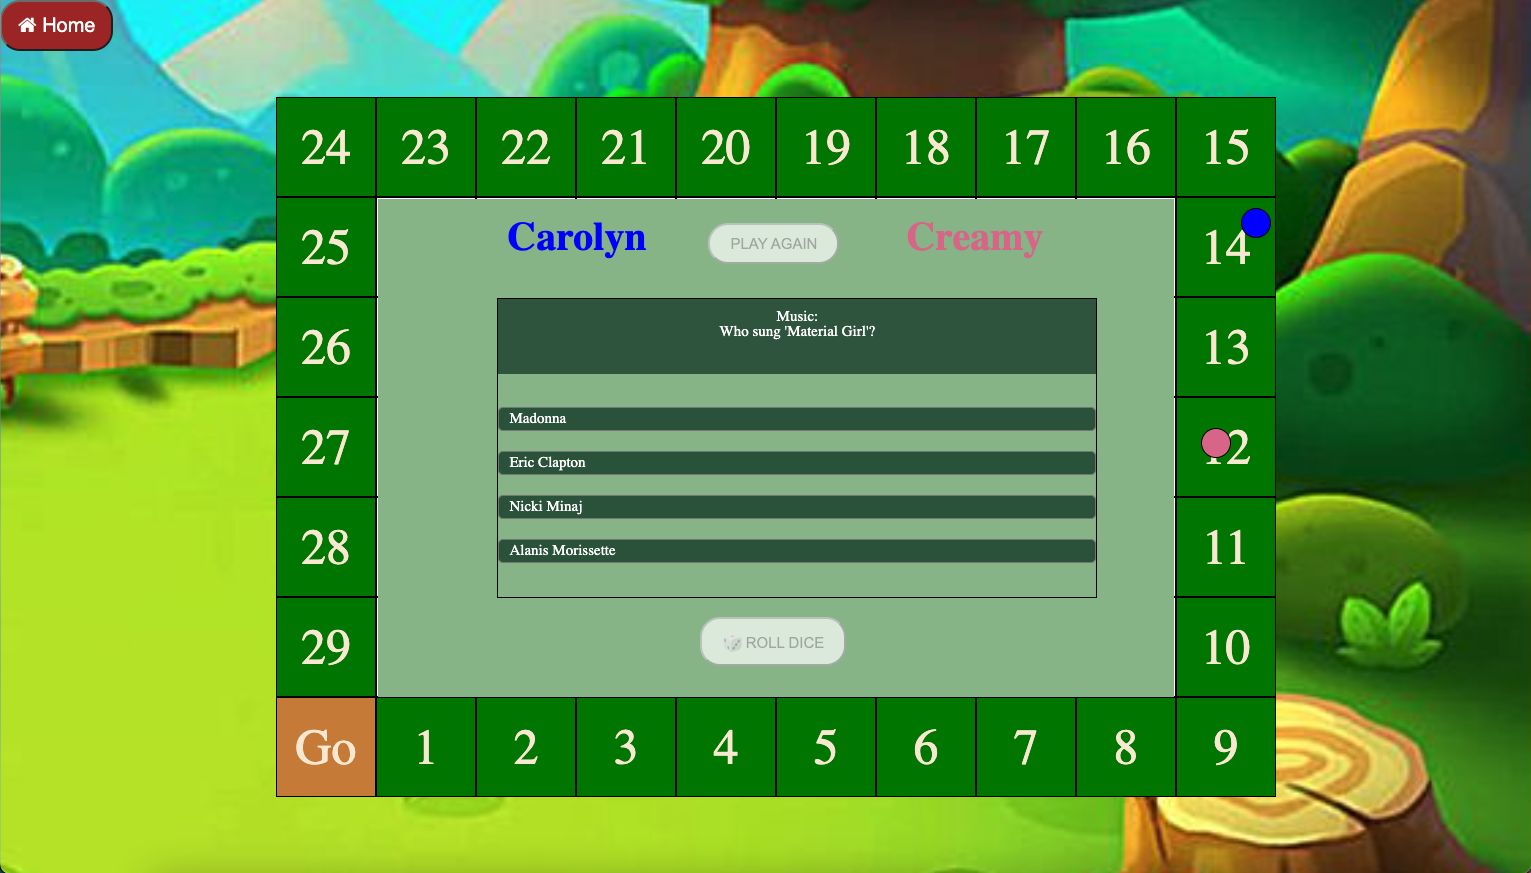 Home
24 23 22 21 20 19 18 17 16 15
25 Carolyn PLAY AGAIN Creamy 14
Music:
Who sung 'Material Girl'?
26 13
Madonna
27 12
Eric Clapton
Nicki Minaj
28 11
Alanis Morissette
29 ROLL DICE 10
Go 1 2 3 4 5 6 7 8 9